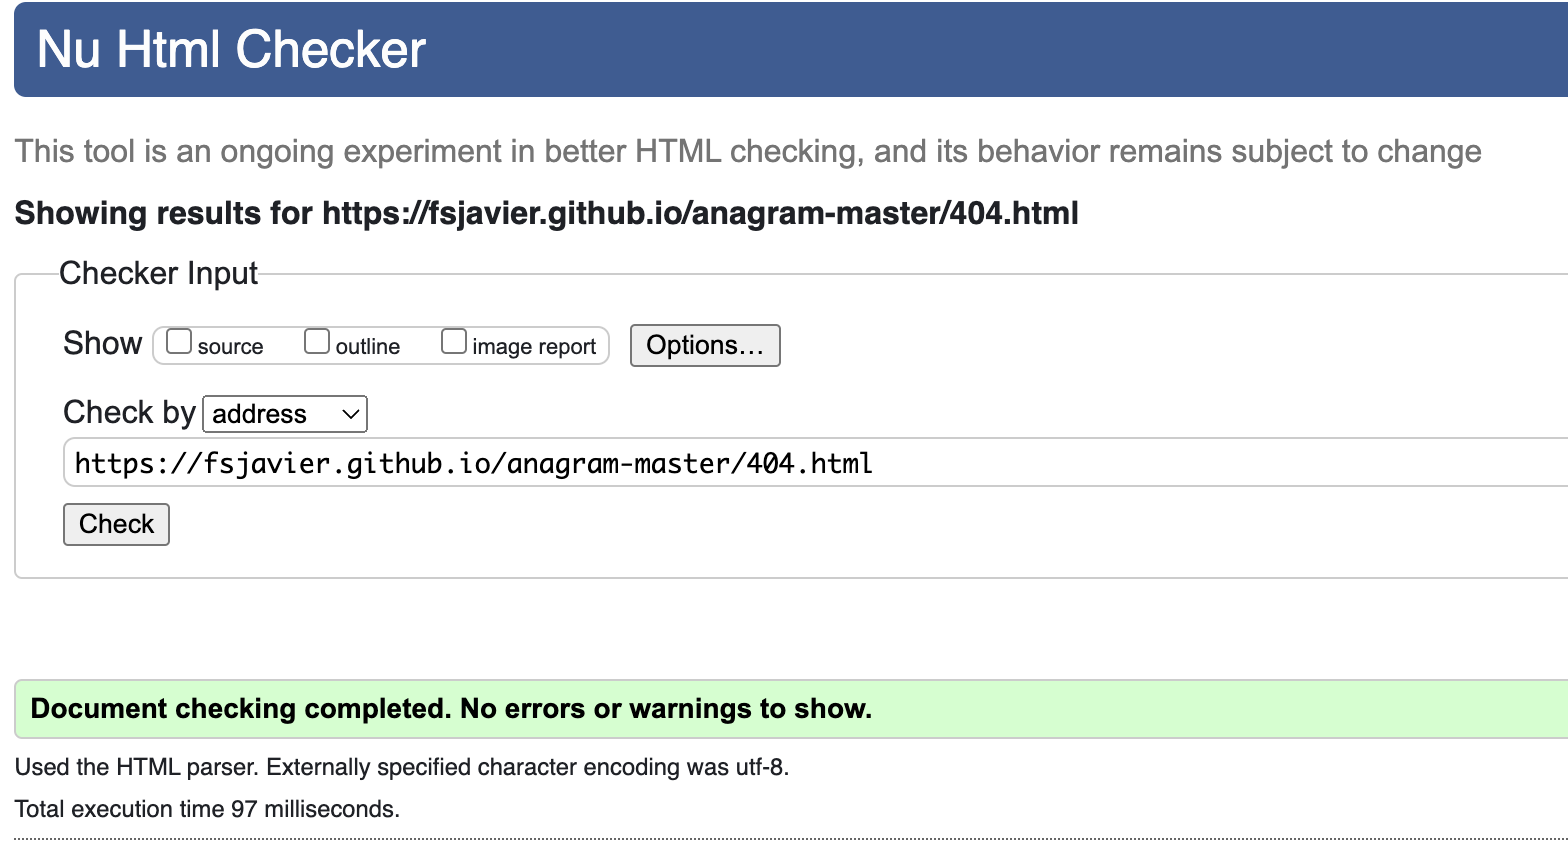 Nu Html Checker
This tool is an ongoing experiment in better HTML checking, and its behavior remains subject to change
Showing results for https://fsjavier.github.io/anagram-master/404.html
Checker Input
Show source outline image report Options…
Check by address
https://fsjavier.github.io/anagram-master/404.html
Check
Document checking completed. No errors or warnings to show.
Used the HTML parser. Externally specified character encoding was utf-8.
Total execution time 97 milliseconds.